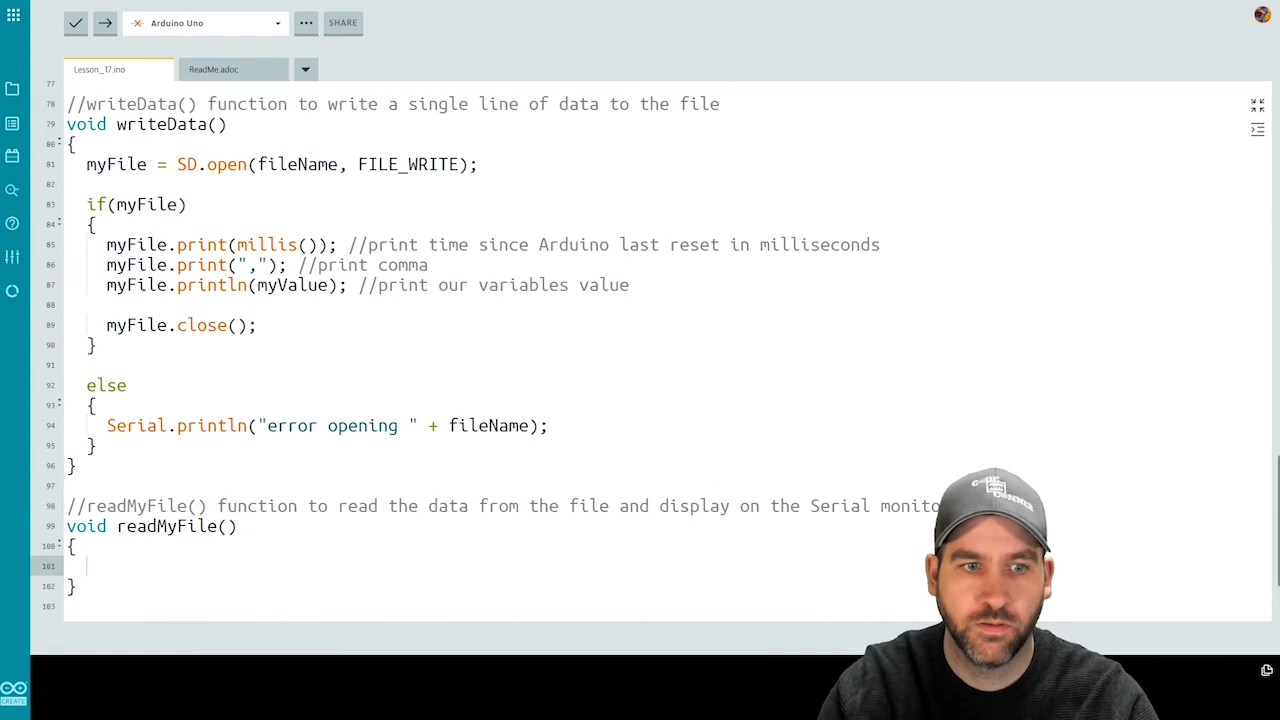 Arduino Uno
SHARE
Lesson_17.ino
ReadMe.adoc
77
78 //writeData() function to write a single line of data to the file
79 void writeData()
80 {
81 myFile = SD.open(fileName, FILE_WRITE);
82
83 if(myFile)
84 {
85 myFile.print(millis()); //print time since Arduino last reset in milliseconds
86 myFile.print(","); //print comma
87 myFile.println(myValue); //print our variables value
88
89 myFile.close();
90 }
91
92 else
93 {
94 Serial.println("error opening " + fileName);
95 }
96 }
97
98 //readMyFile() function to read the data from the file and display on the Serial monito
99 void readMyFile()
100 {
101
102 }
103
CREATE